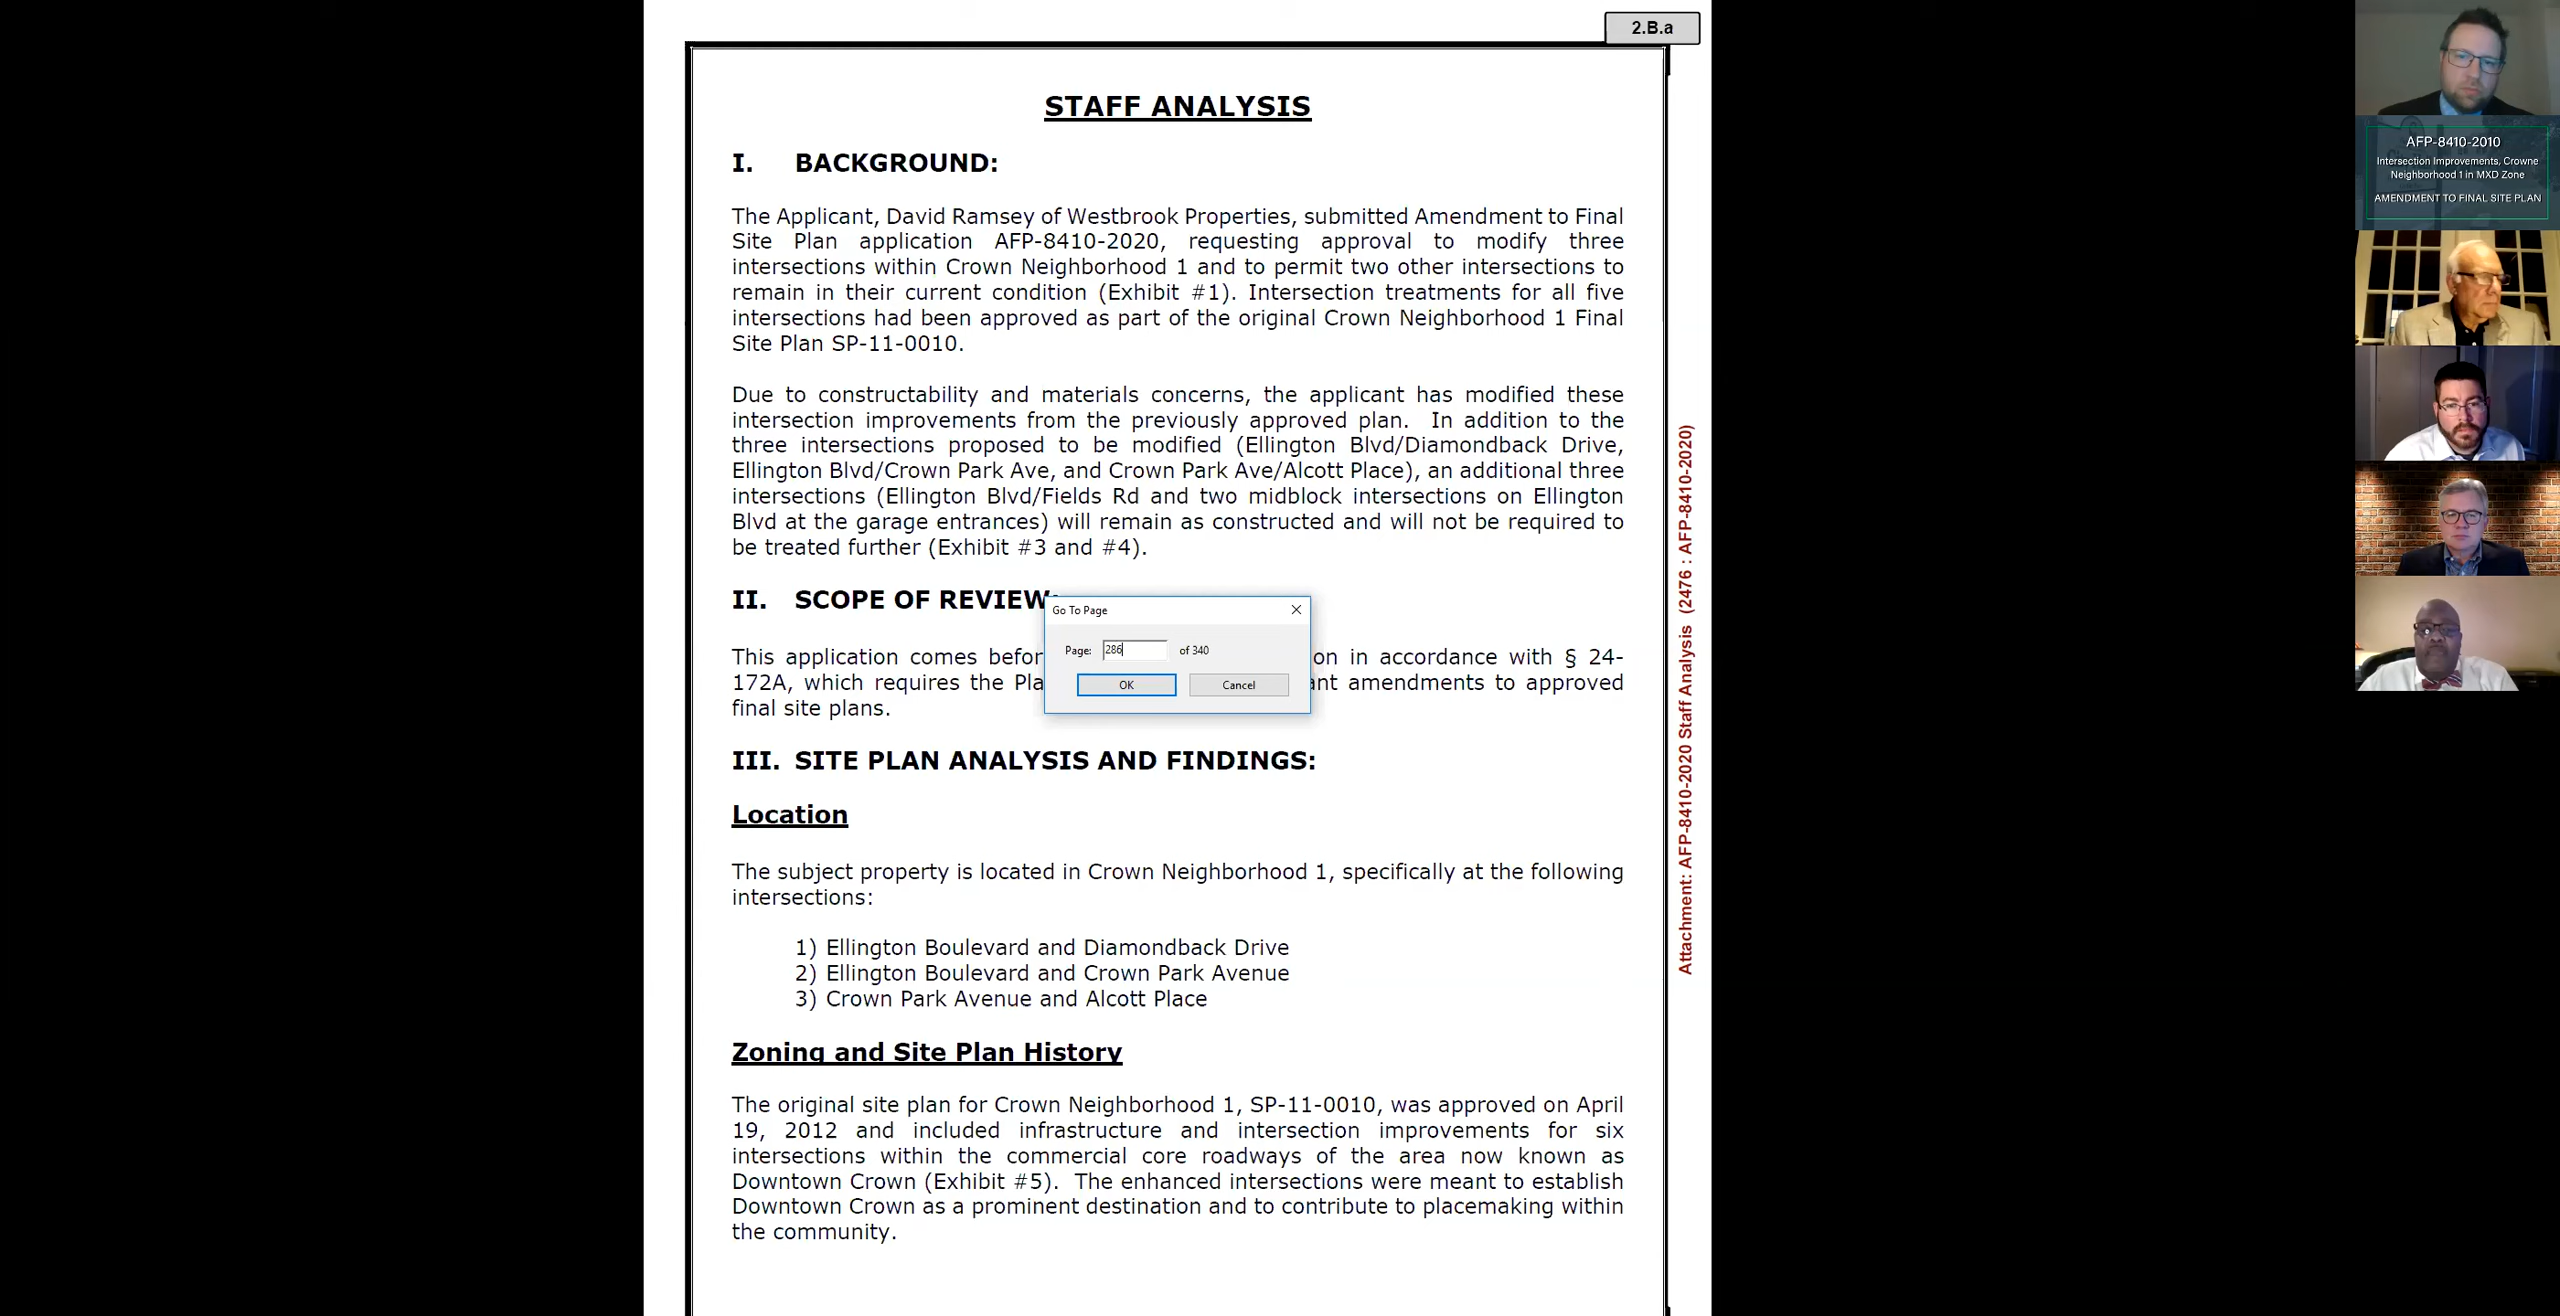 2.B.a
STAFF ANALYSIS
I. BACKGROUND:
The Applicant, David Ramsey of Westbrook Properties, submitted Amendment to Final
Site Plan application AFP-8410-2020, requesting approval to modify three
intersections within Crown Neighborhood 1 and to permit two other intersections to
remain in their current condition (Exhibit #1). Intersection treatments for all five
intersections had been approved as part of the original Crown Neighborhood 1 Final
Site Plan SP-11-0010.
Due to constructability and materials concerns, the applicant has modified these
intersection improvements from the previously approved plan. In addition to the
three intersections proposed to be modified (Ellington Blvd/Diamondback Drive,
Ellington Blvd/Crown Park Ave, and Crown Park Ave/Alcott Place), an additional three
intersections (Ellington Blvd/Fields Rd and two midblock intersections on Ellington
Blvd at the garage entrances) will remain as constructed and will not be required to
be treated further (Exhibit #3 and #4).
II. SCOPE OF REVIEW:
This application comes befor on in accordance with § 24-
172A, which requires the Pla nt amendments to approved
final site plans.
Go To Page
Page: 286 of 340
OK Cancel
III. SITE PLAN ANALYSIS AND FINDINGS:
Location
The subject property is located in Crown Neighborhood 1, specifically at the following
intersections:
1) Ellington Boulevard and Diamondback Drive
2) Ellington Boulevard and Crown Park Avenue
3) Crown Park Avenue and Alcott Place
Zoning and Site Plan History
The original site plan for Crown Neighborhood 1, SP-11-0010, was approved on April
19, 2012 and included infrastructure and intersection improvements for six
intersections within the commercial core roadways of the area now known as
Downtown Crown (Exhibit #5). The enhanced intersections were meant to establish
Downtown Crown as a prominent destination and to contribute to placemaking within
the community.
Attachment: AFP-8410-2020 Staff Analysis (2476 : AFP-8410-2020)
AFP-8410-2010
Intersection Improvements, Crowne
Neighborhood 1 in MXD Zone
AMENDMENT TO FINAL SITE PLAN